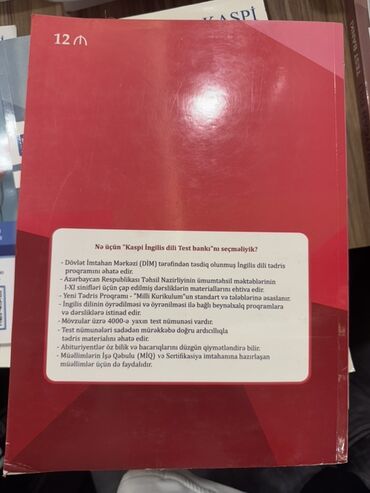 KASPİ
12 ₼
Nə üçün "Kaspi İngilis dili Test bankı"nı seçməliyik?
- Dövlət İmtahan Mərkəzi (DİM) tərəfindən təsdiq olunmuş İngilis dili tədris
proqramını əhatə edir.
- Azərbaycan Respublikası Təhsil Nazirliyinin ümumtəhsil məktəblərinin
I-XI sinifləri üçün çap edilmiş dərsliklərin materiallarını ehtiva edir.
- Yeni Tədris Proqramı - "Milli Kurikulum"un standart və tələblərinə əsaslanır.
- İngilis dilinin öyrədilməsi və öyrənilməsi ilə bağlı beynəlxalq proqramlara
və dərsliklərə istinad edir.
- Mövzular üzrə 4000-ə yaxın test nümunəsi vardır.
- Test nümunələri sadədən mürəkkəbə doğru ardıcıllıqla
tədris materialını əhatə edir.
- Abituriyentlər öz bilik və bacarıqlarını düzgün qiymətləndirə bilir.
- Müəllimlərin İşə Qəbulu (MİQ) və Sertifikasiya imtahanına hazırlaşan
müəllimlər üçün də faydalıdır.